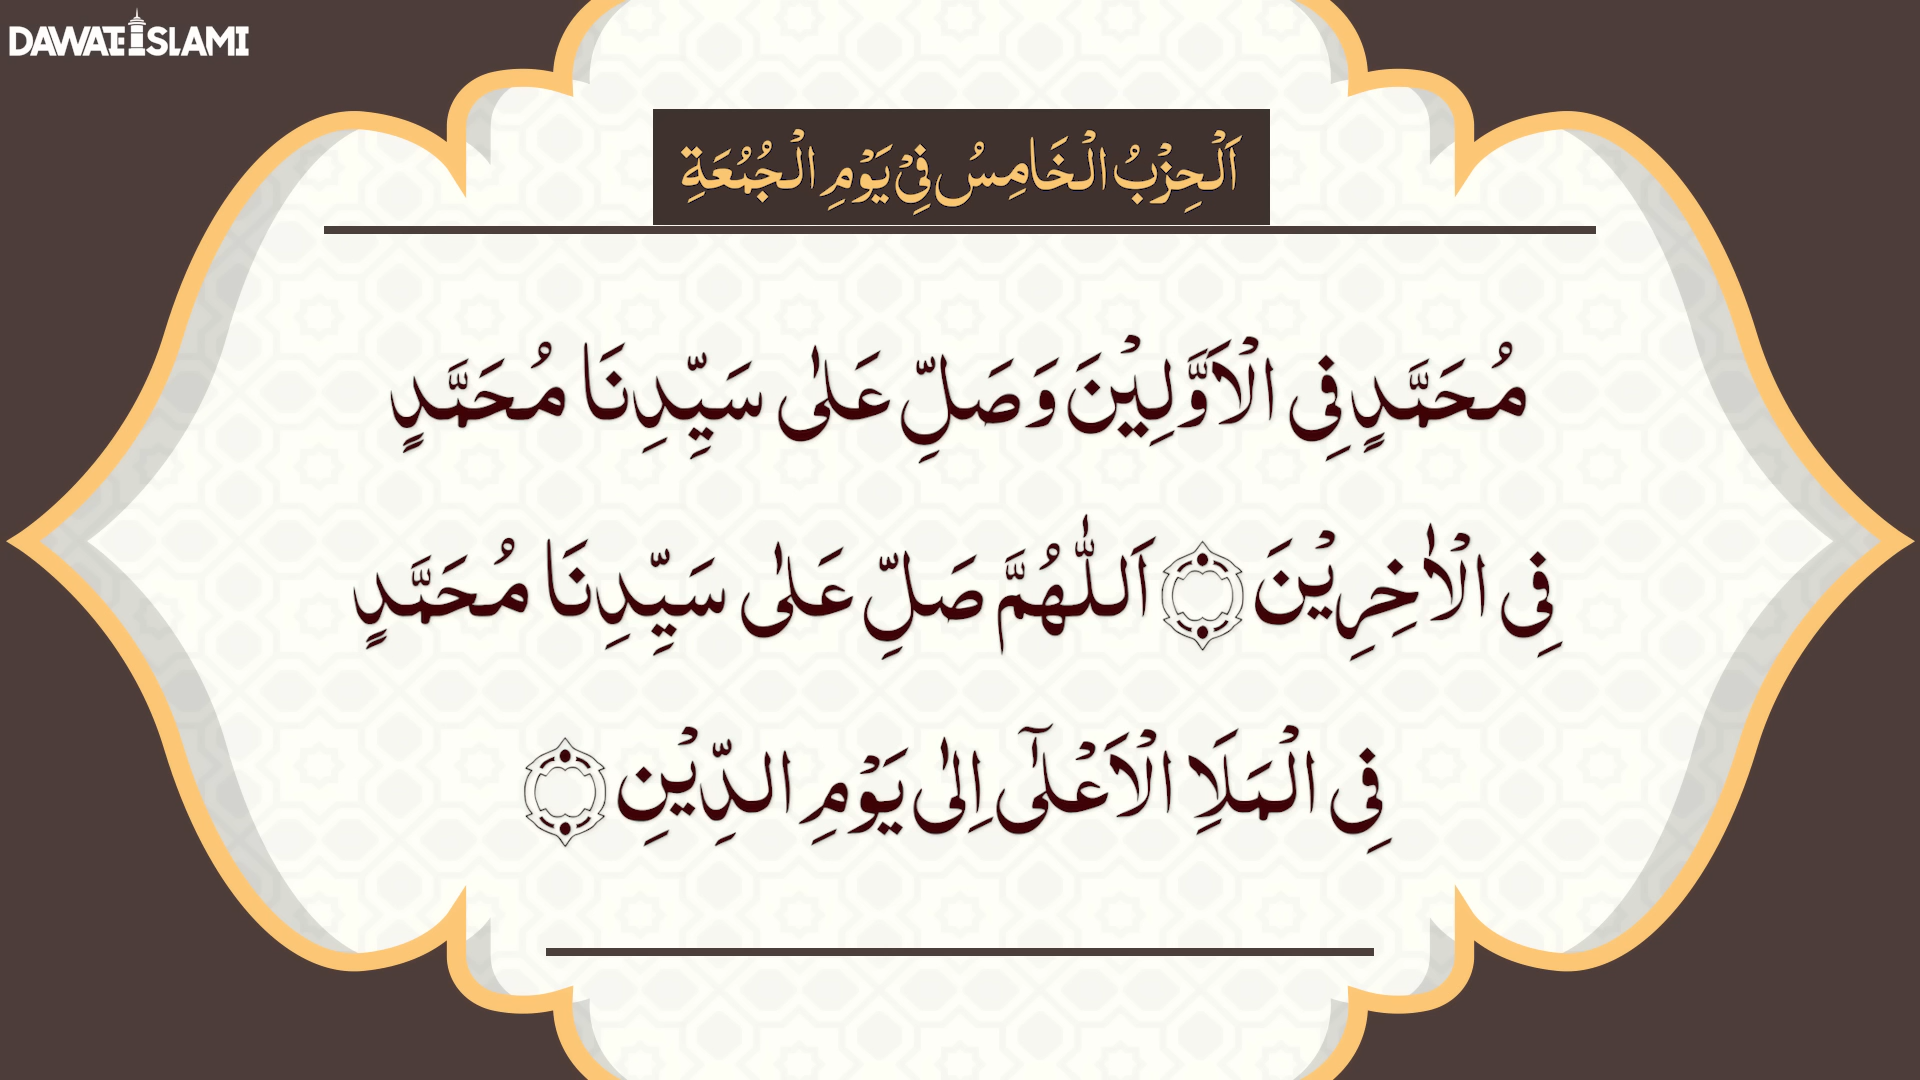 DAWATEISLAMI
اَلْحِزْبُ الْخَامِسُ فِیْ یَوْمِ الْجُمُعَةِ
مُحَمَّدٍ فِی الْاَوَّلِیْنَ وَصَلِّ عَلٰی سَیِّدِنَا مُحَمَّدٍ
فِی الْاٰخِرِیْنَ ۝ اَللّٰهُمَّ صَلِّ عَلٰی سَیِّدِنَا مُحَمَّدٍ
فِی الْمَلَاِ الْاَعْلٰٓی اِلٰی یَوْمِ الدِّیْنِ ۝